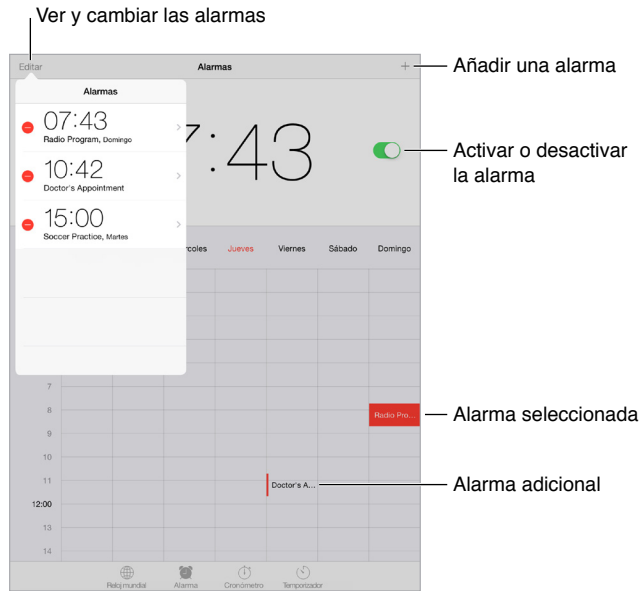 Ver y cambiar las alarmas
Editar
Alarmas
+
Añadir una alarma
Alarmas
07:43
Radio Program, Domingo
7:43
Activar o desactivar
la alarma
10:42
Doctor's Appointment
15:00
Soccer Practice, Martes
rcoles Jueves Viernes Sábado Domingo
7
8
Radio Pro...
Alarma seleccionada
9
10
11
Doctor's A...
Alarma adicional
12:00
13
14
Reloj mundial Alarma Cronómetro Temporizador